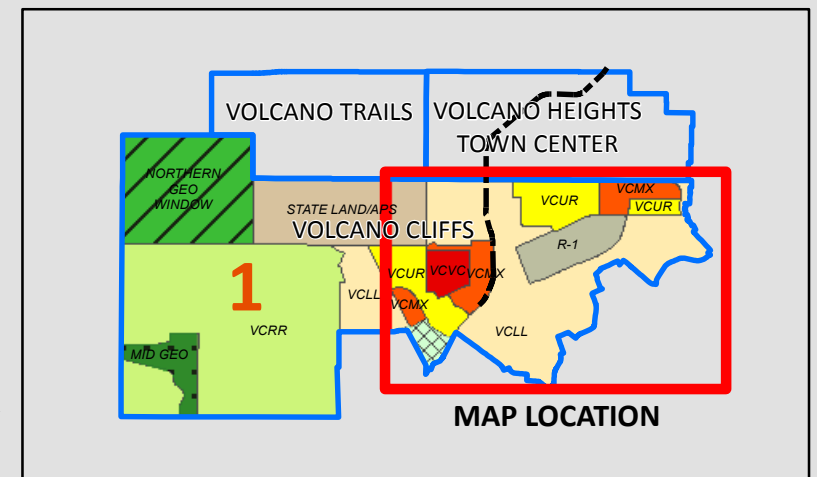 VOLCANO TRAILS
VOLCANO HEIGHTS
TOWN CENTER
NORTHERN
GEO
WINDOW
STATE LAND/APS
VOLCANO CLIFFS
VCUR
VCMX
VCUR
R-1
1
VCRR
VCLL
VCUR
VCVC
VCMX
VCMX
VCLL
MID GEO
MAP LOCATION